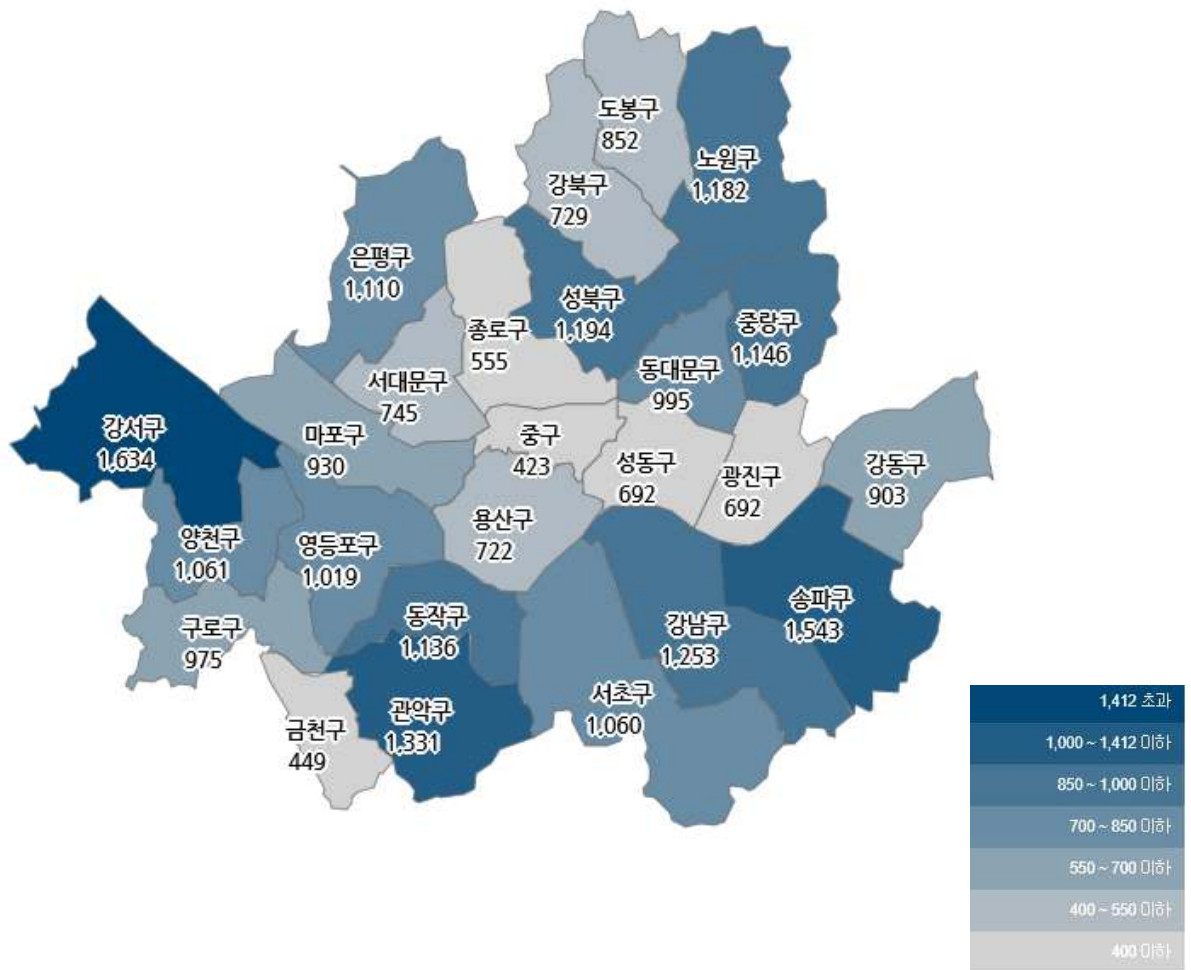 도봉구
852
노원구
1,182
강북구
729
은평구
1,110
성북구
1,194
종로구
555
중랑구
1,146
동대문구
995
서대문구
745
강서구
1,634
마포구
930
중구
423
성동구
692
광진구
692
강동구
903
용산구
722
양천구
1,061
영등포구
1,019
구로구
975
동작구
1,136
강남구
1,253
송파구
1,543
서초구
1,060
관악구
1,331
금천구
449
1,412 초과
1,000 ~ 1,412 이하
850 ~ 1,000 이하
700 ~ 850 이하
550 ~ 700 이하
400 ~ 550 이하
400 이하